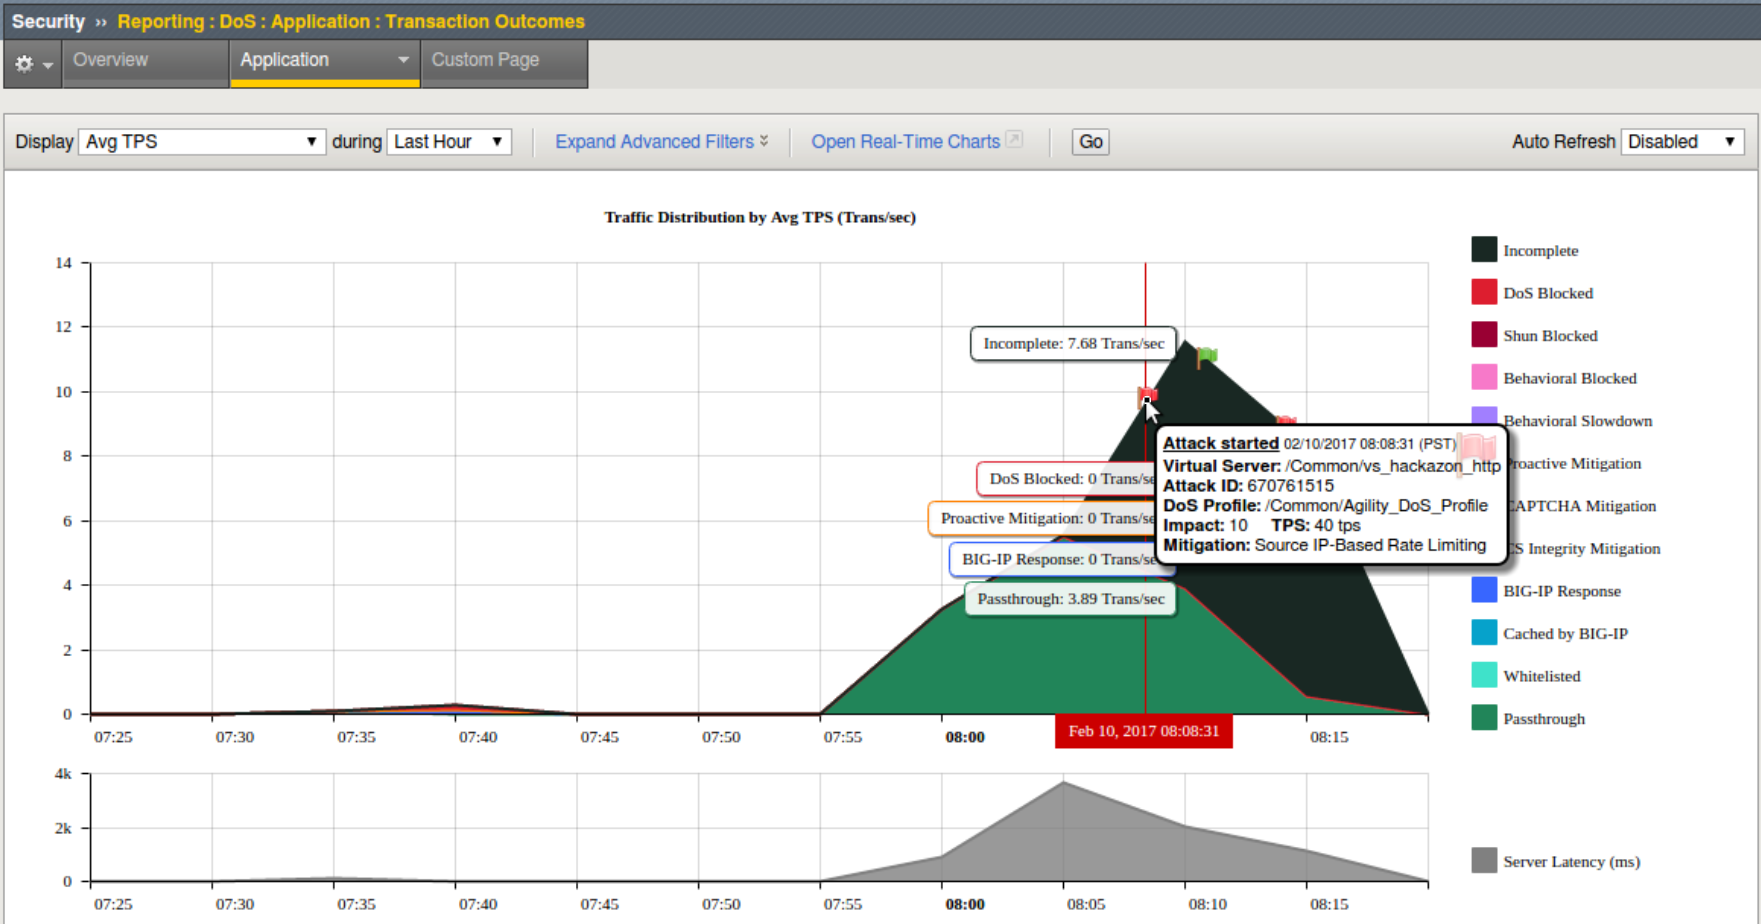 Security ›› Reporting : DoS : Application : Transaction Outcomes
Overview Application Custom Page
Display Avg TPS during Last Hour Expand Advanced Filters Open Real-Time Charts Go Auto Refresh Disabled
Traffic Distribution by Avg TPS (Trans/sec)
14
12
10
8
6
4
2
0
Incomplete: 7.68 Trans/sec
DoS Blocked: 0 Trans/se
Proactive Mitigation: 0 Trans/se
BIG-IP Response: 0 Trans/se
Passthrough: 3.89 Trans/sec
Attack started 02/10/2017 08:08:31 (PST)
Virtual Server: /Common/vs_hackazon_http
Attack ID: 670761515
DoS Profile: /Common/Agility_DoS_Profile
Impact: 10 TPS: 40 tps
Mitigation: Source IP-Based Rate Limiting
Incomplete
DoS Blocked
Shun Blocked
Behavioral Blocked
Behavioral Slowdown
Proactive Mitigation
CAPTCHA Mitigation
CS Integrity Mitigation
BIG-IP Response
Cached by BIG-IP
Whitelisted
Passthrough
07:25 07:30 07:35 07:40 07:45 07:50 07:55 08:00 Feb 10, 2017 08:08:31 08:15
4k
2k
0
Server Latency (ms)
07:25 07:30 07:35 07:40 07:45 07:50 07:55 08:00 08:05 08:10 08:15